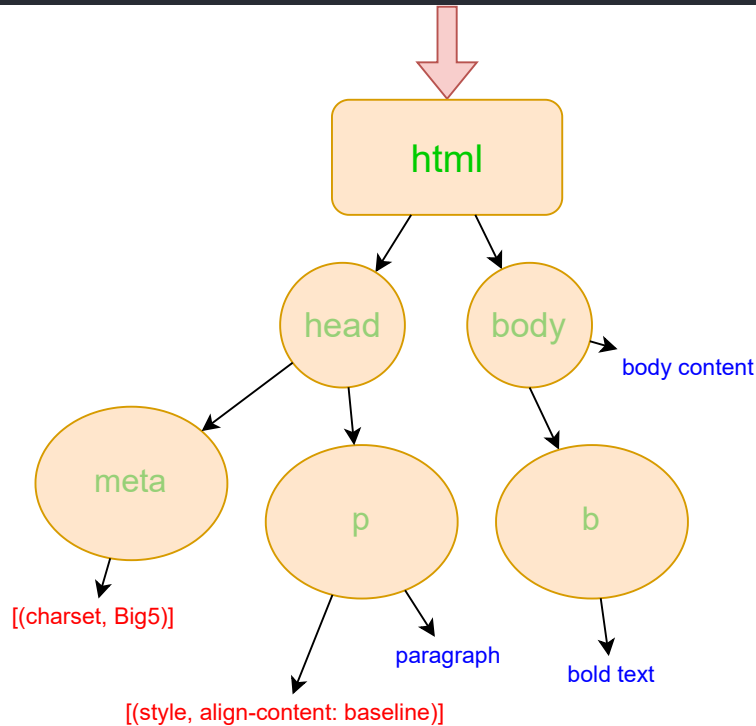 html
head
body
body content
meta
p
b
[(charset, Big5)]
paragraph
bold text
[(style, align-content: baseline)]